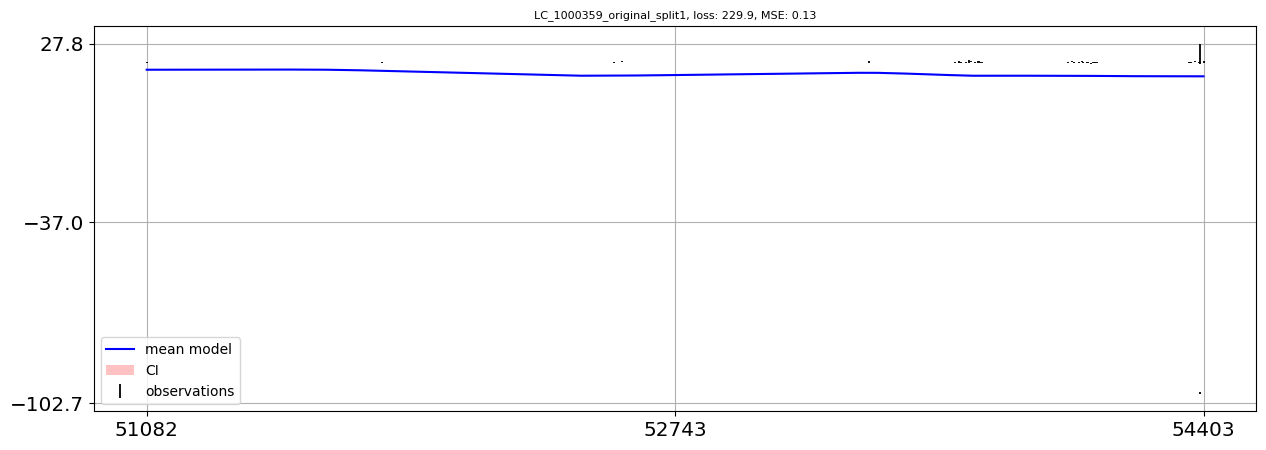 LC_1000359_original_split1, loss: 229.9, MSE: 0.13
27.8
−37.0
−102.7
mean model
CI
observations
51082
52743
54403